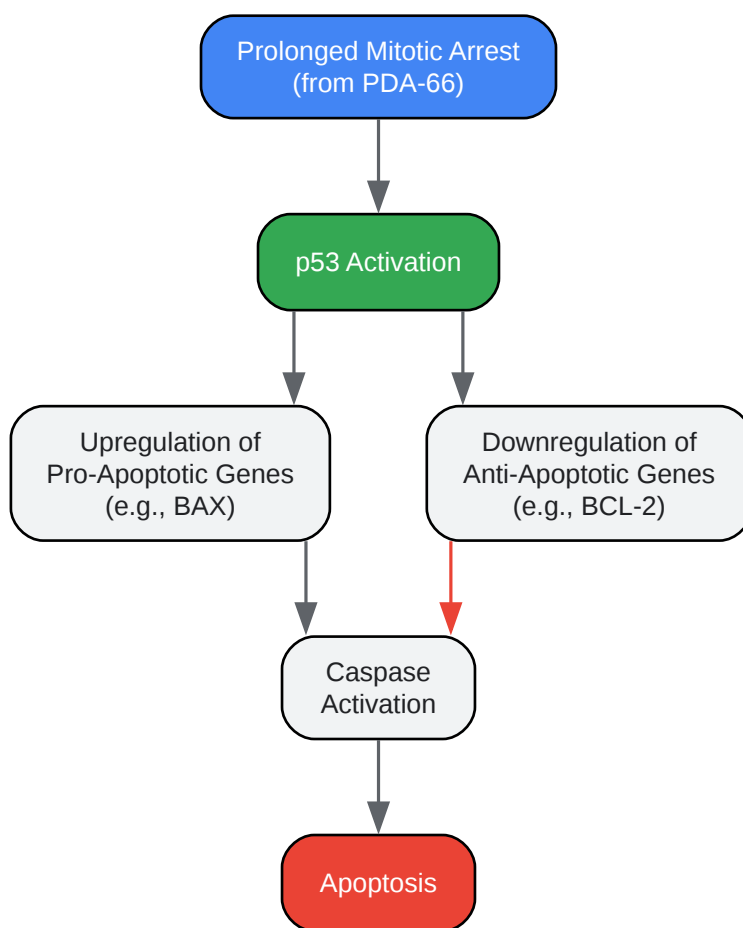 Prolonged Mitotic Arrest
(from PDA-66)
p53 Activation
Upregulation of
Pro-Apoptotic Genes
(e.g., BAX)
Downregulation of
Anti-Apoptotic Genes
(e.g., BCL-2)
Caspase
Activation
Apoptosis